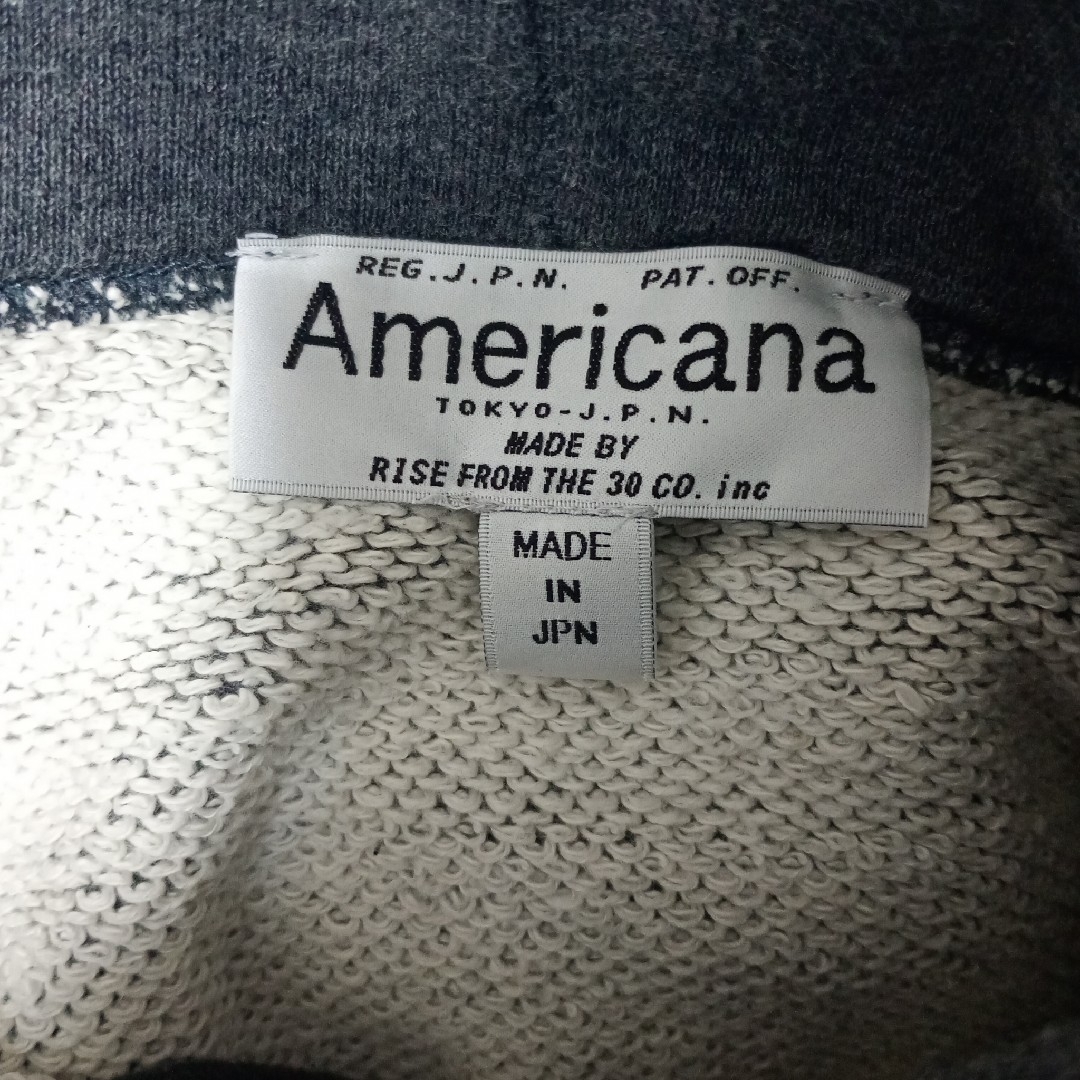 REG.J.P.N. PAT.OFF.
Americana
TOKYO-J.P.N.
MADE BY
RISE FROM THE 30 CO. inc
MADE
IN
JPN